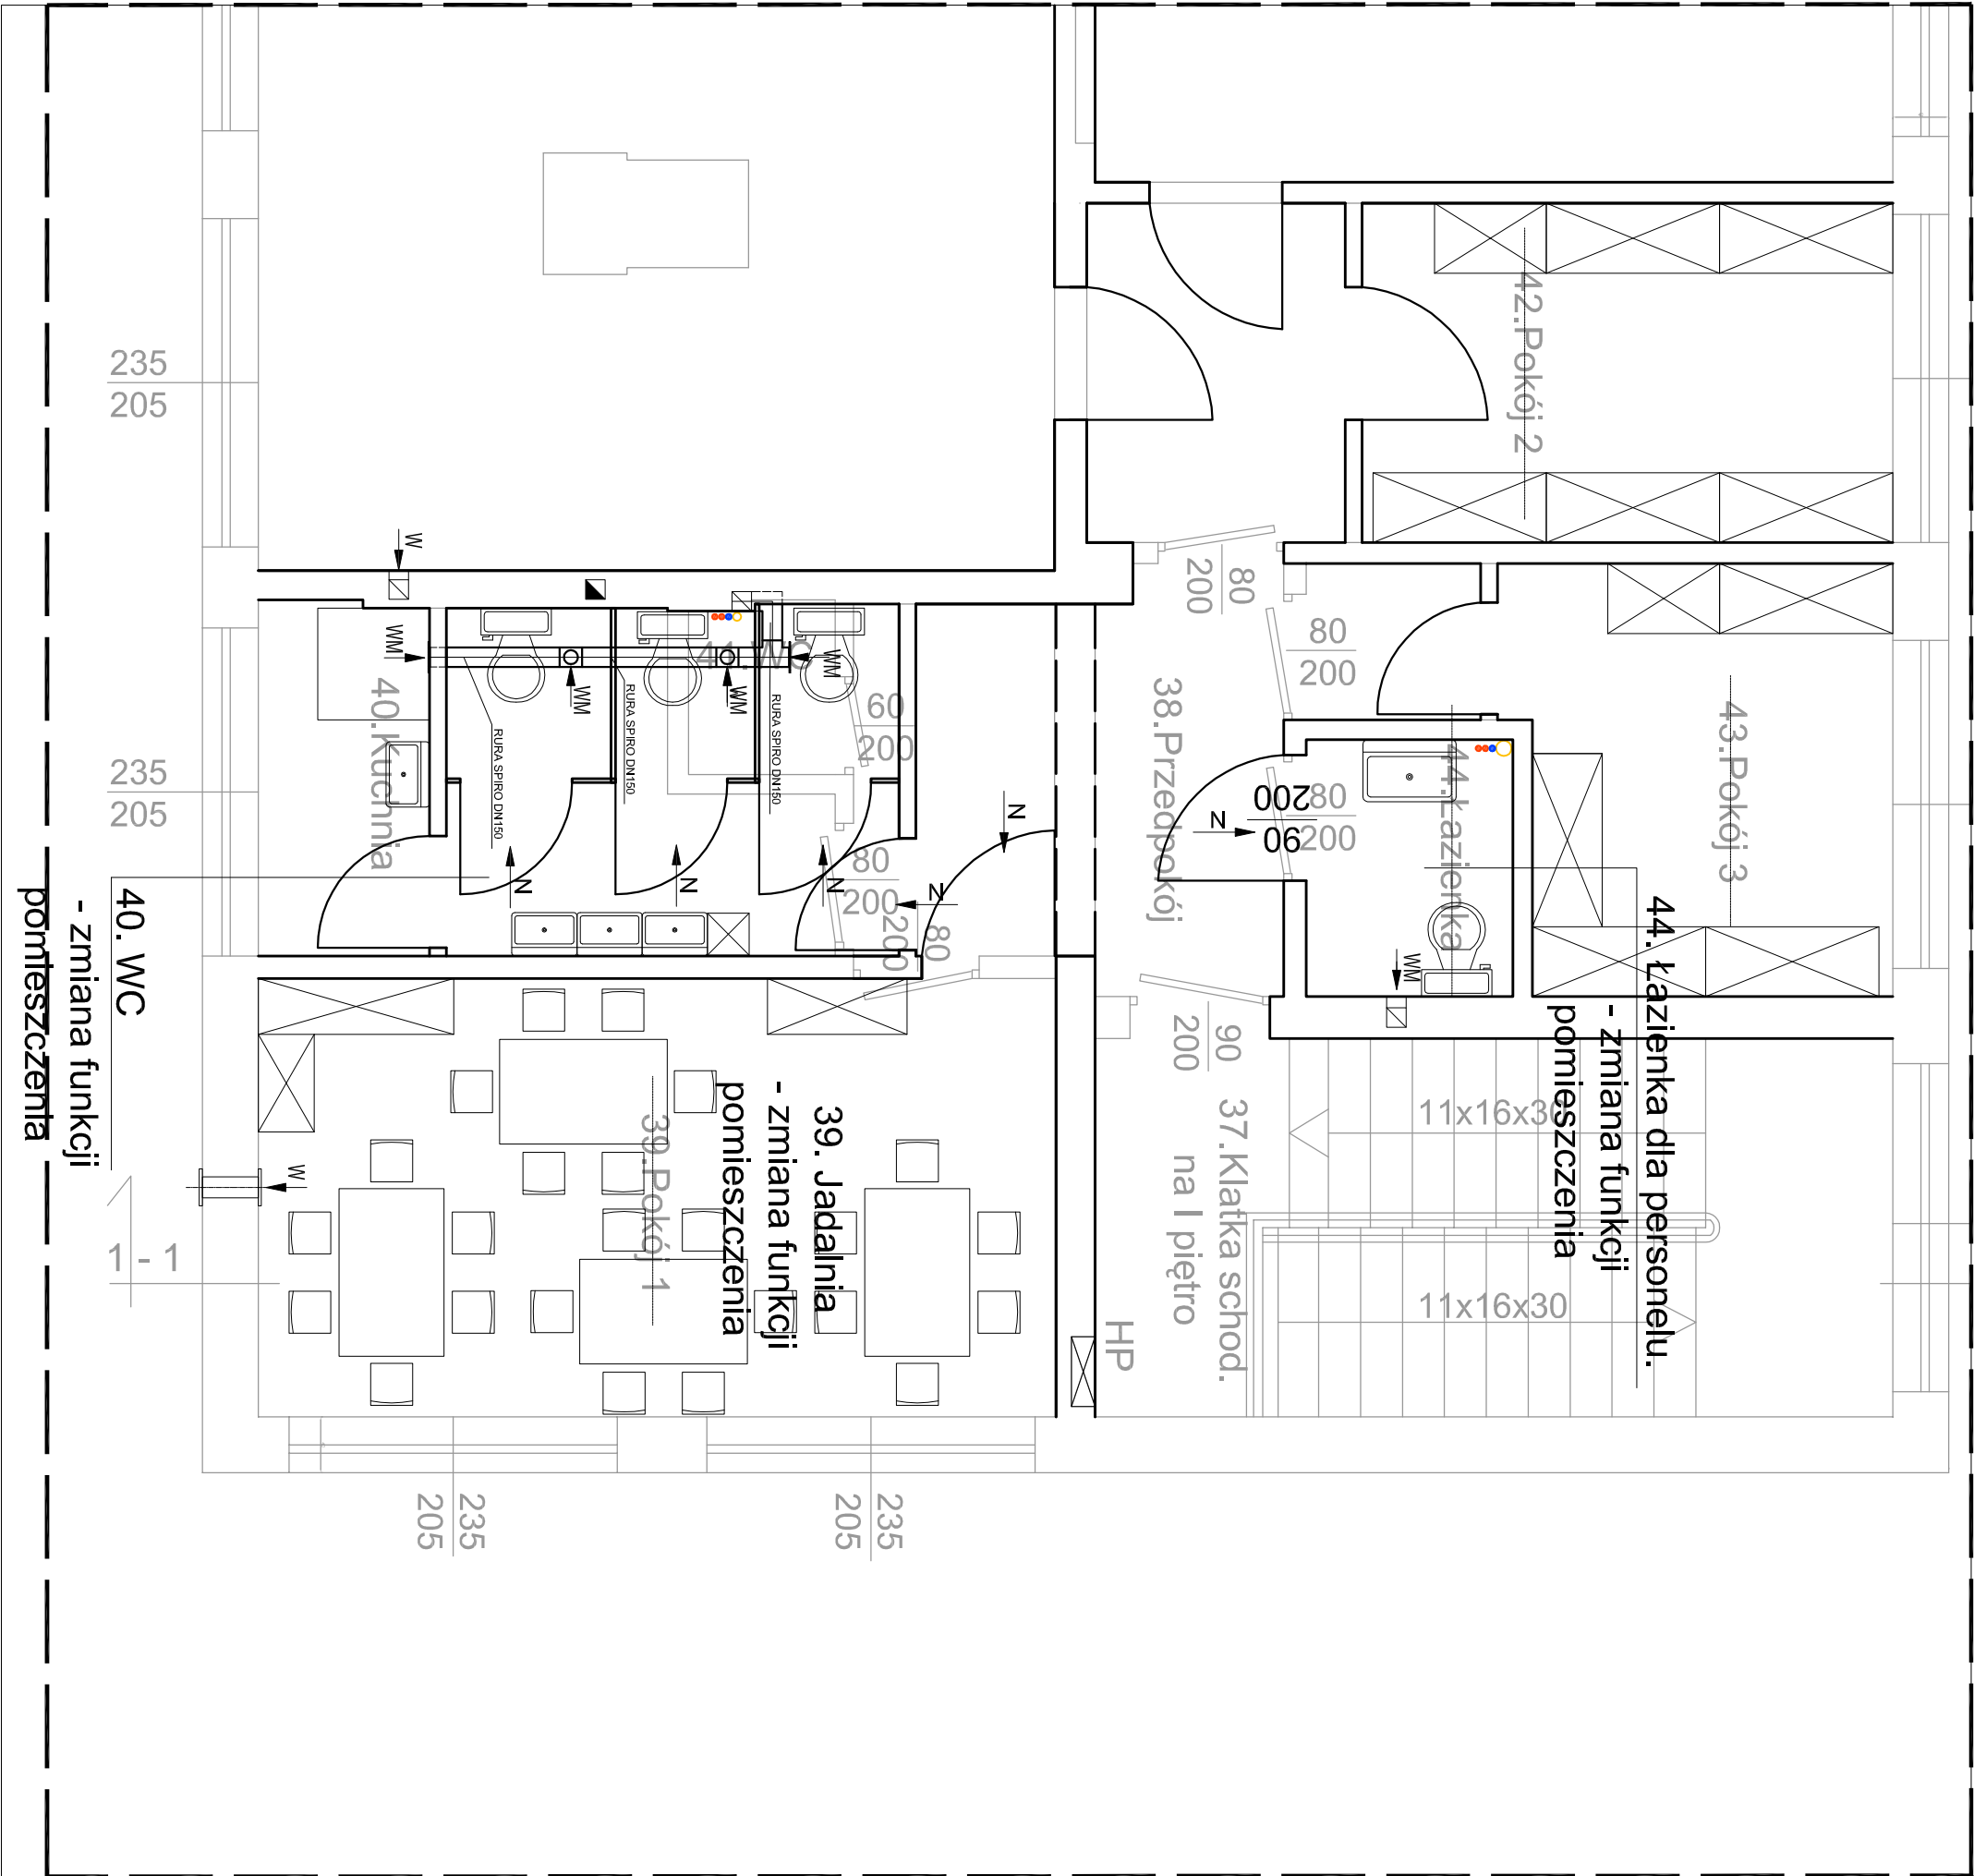 42.Pokój 2
43.Pokój 3
44.Łazienka
44. Łazienka dla personelu.
- zmiana funkcji
pomieszczenia
38.Przedpokój
37.Klatka schod.
na I piętro
HP
11x16x30
11x16x30
80
200
80
200
80
200
90
200
90
200
60
200
80
200
80
200
41.WC
40.Kuchnia
40. WC
- zmiana funkcji
pomieszczenia
39.Pokój 1
39. Jadalnia
- zmiana funkcji
pomieszczenia
RURA SPIRO DN150
RURA SPIRO DN150
RURA SPIRO DN150
W
WM
WM
WM
WM
WM
W
N
N
N
N
N
N
235
205
235
205
235
205
235
205
1 - 1